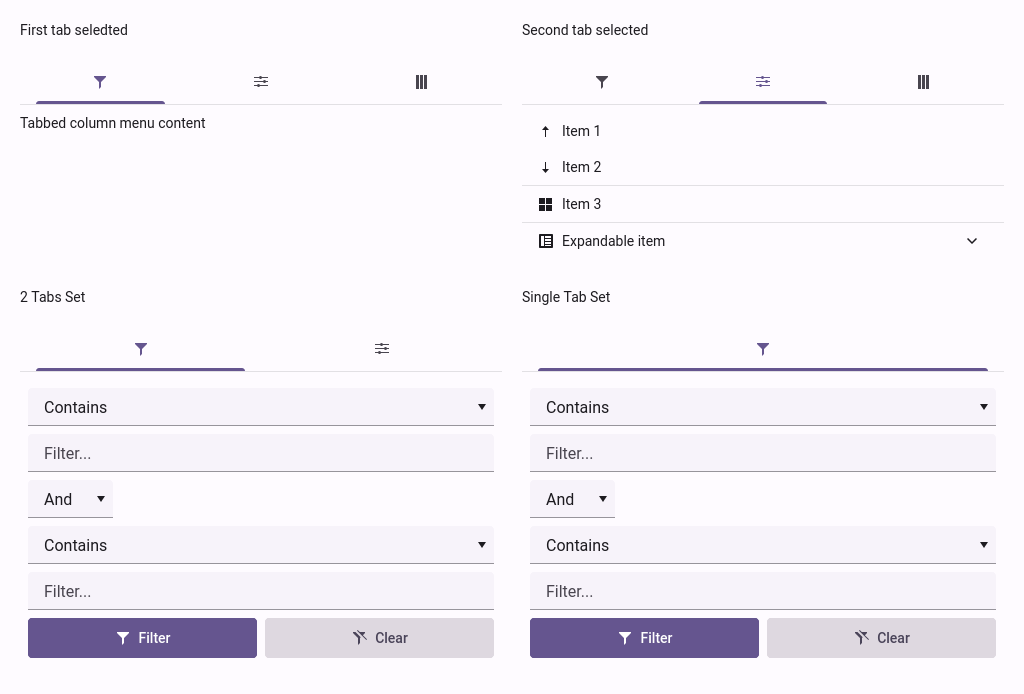 First tab seledted
Tabbed column menu content
Second tab selected
Item 1
Item 2
Item 3
Expandable item
2 Tabs Set
Contains
Filter...
And
Contains
Filter...
Filter
Clear
Single Tab Set
Contains
Filter...
And
Contains
Filter...
Filter
Clear